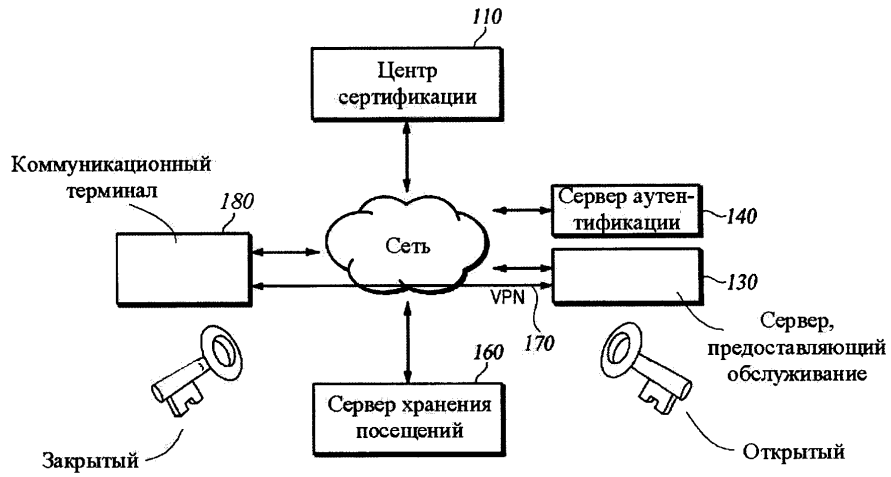 110
Центр
сертификации
Коммуникационный
терминал
180
Сервер аутен-
тификации
140
Сеть
130
VPN
170
Сервер,
предоставляющий
обслуживание
160
Сервер хранения
посещений
Закрытый
Открытый